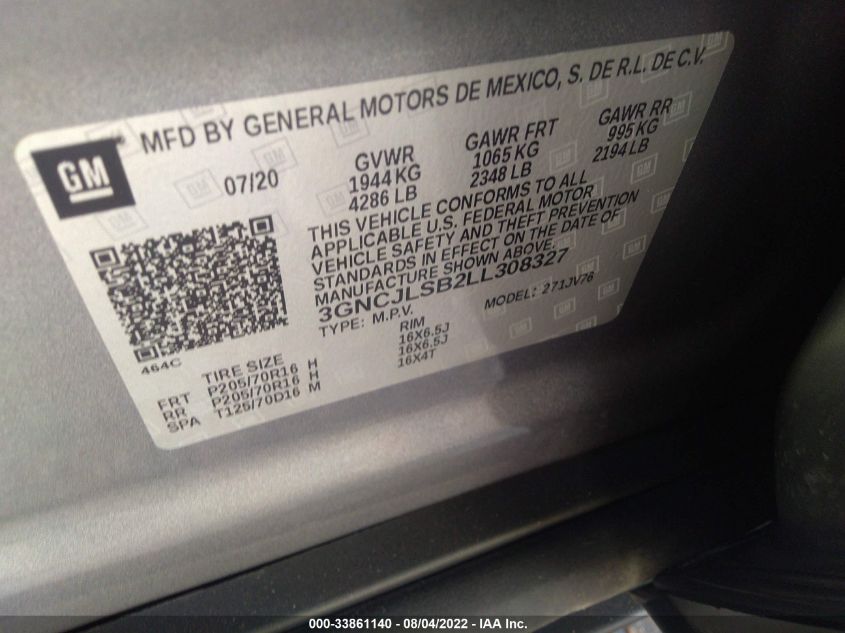 MFD BY GENERAL MOTORS DE MEXICO, S. DE R.L. DE C.V.
GM
07/20
GVWR
1944 KG
4286 LB
GAWR FRT
1065 KG
2348 LB
GAWR RR
995 KG
2194 LB
THIS VEHICLE CONFORMS TO ALL
APPLICABLE U.S. FEDERAL MOTOR
VEHICLE SAFETY AND THEFT PREVENTION
STANDARDS IN EFFECT ON THE DATE OF
MANUFACTURE SHOWN ABOVE.
3GNCJLSB2LL308327
TYPE: M.P.V.
MODEL: 271JV76
464C
TIRE SIZE
RIM
FRT P205/70R16 H 16X6.5J
RR P205/70R16 H 16X6.5J
SPA T125/70D16 M 16X4T
000-33861140 - 08/04/2022 - IAA Inc.